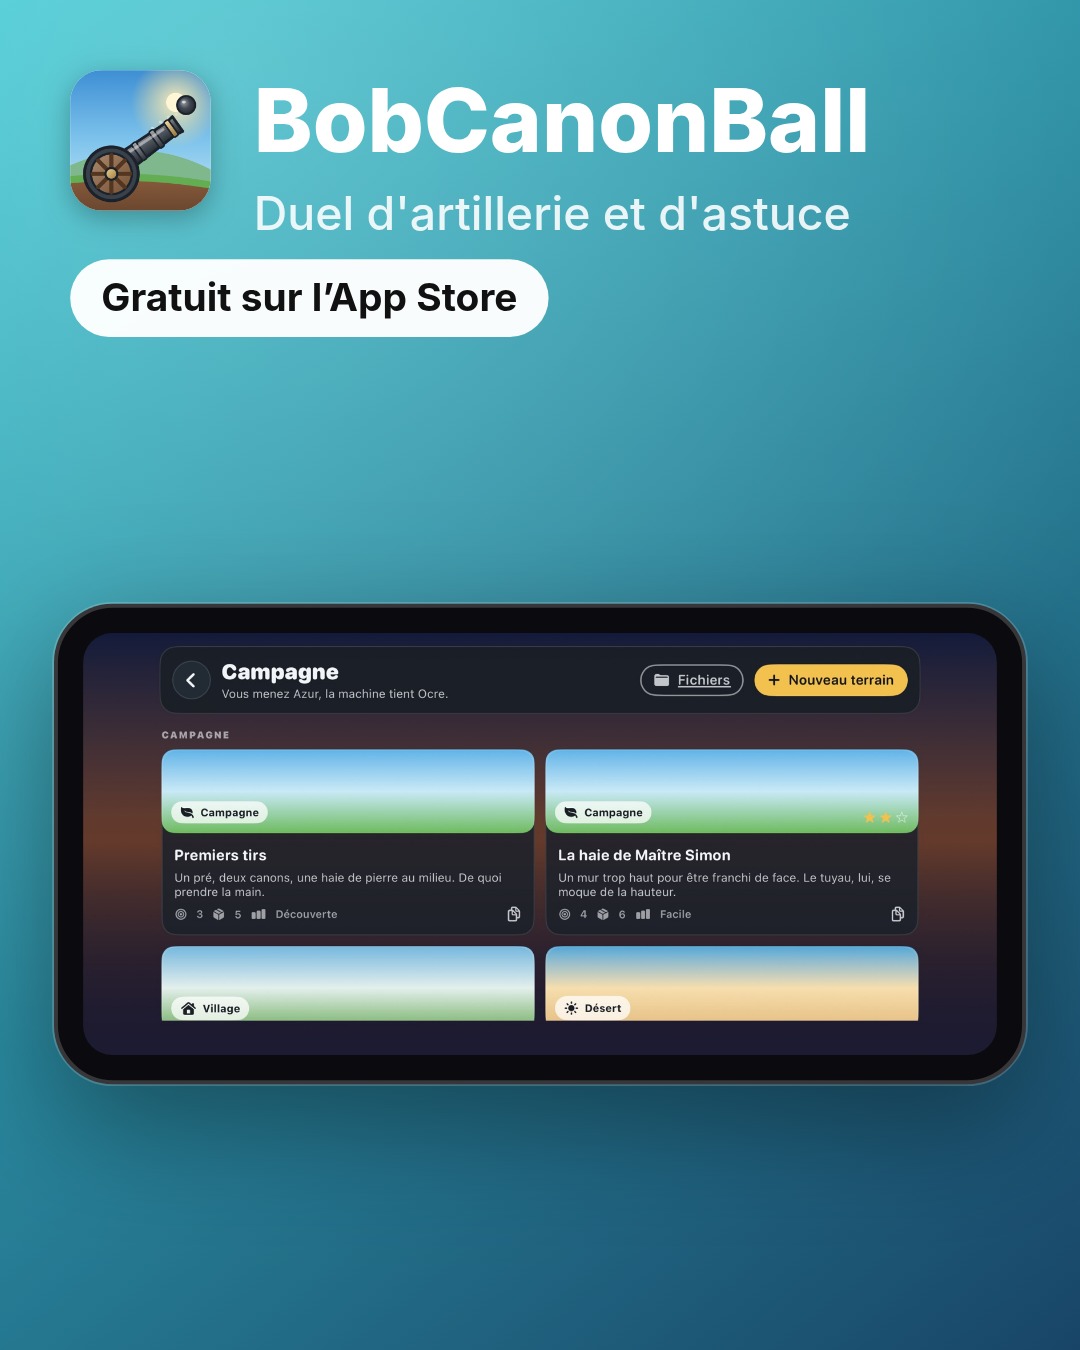 BobCanonBall
Duel d'artillerie et d'astuce
Gratuit sur l’App Store
Campagne
Vous menez Azur, la machine tient Ocre.
Fichiers
+ Nouveau terrain
CAMPAGNE
Campagne
Premiers tirs
Un pré, deux canons, une haie de pierre au milieu. De quoi
prendre la main.
3 5 Découverte
Campagne
La haie de Maître Simon
Un mur trop haut pour être franchi de face. Le tuyau, lui, se
moque de la hauteur.
4 6 Facile
Village
Désert